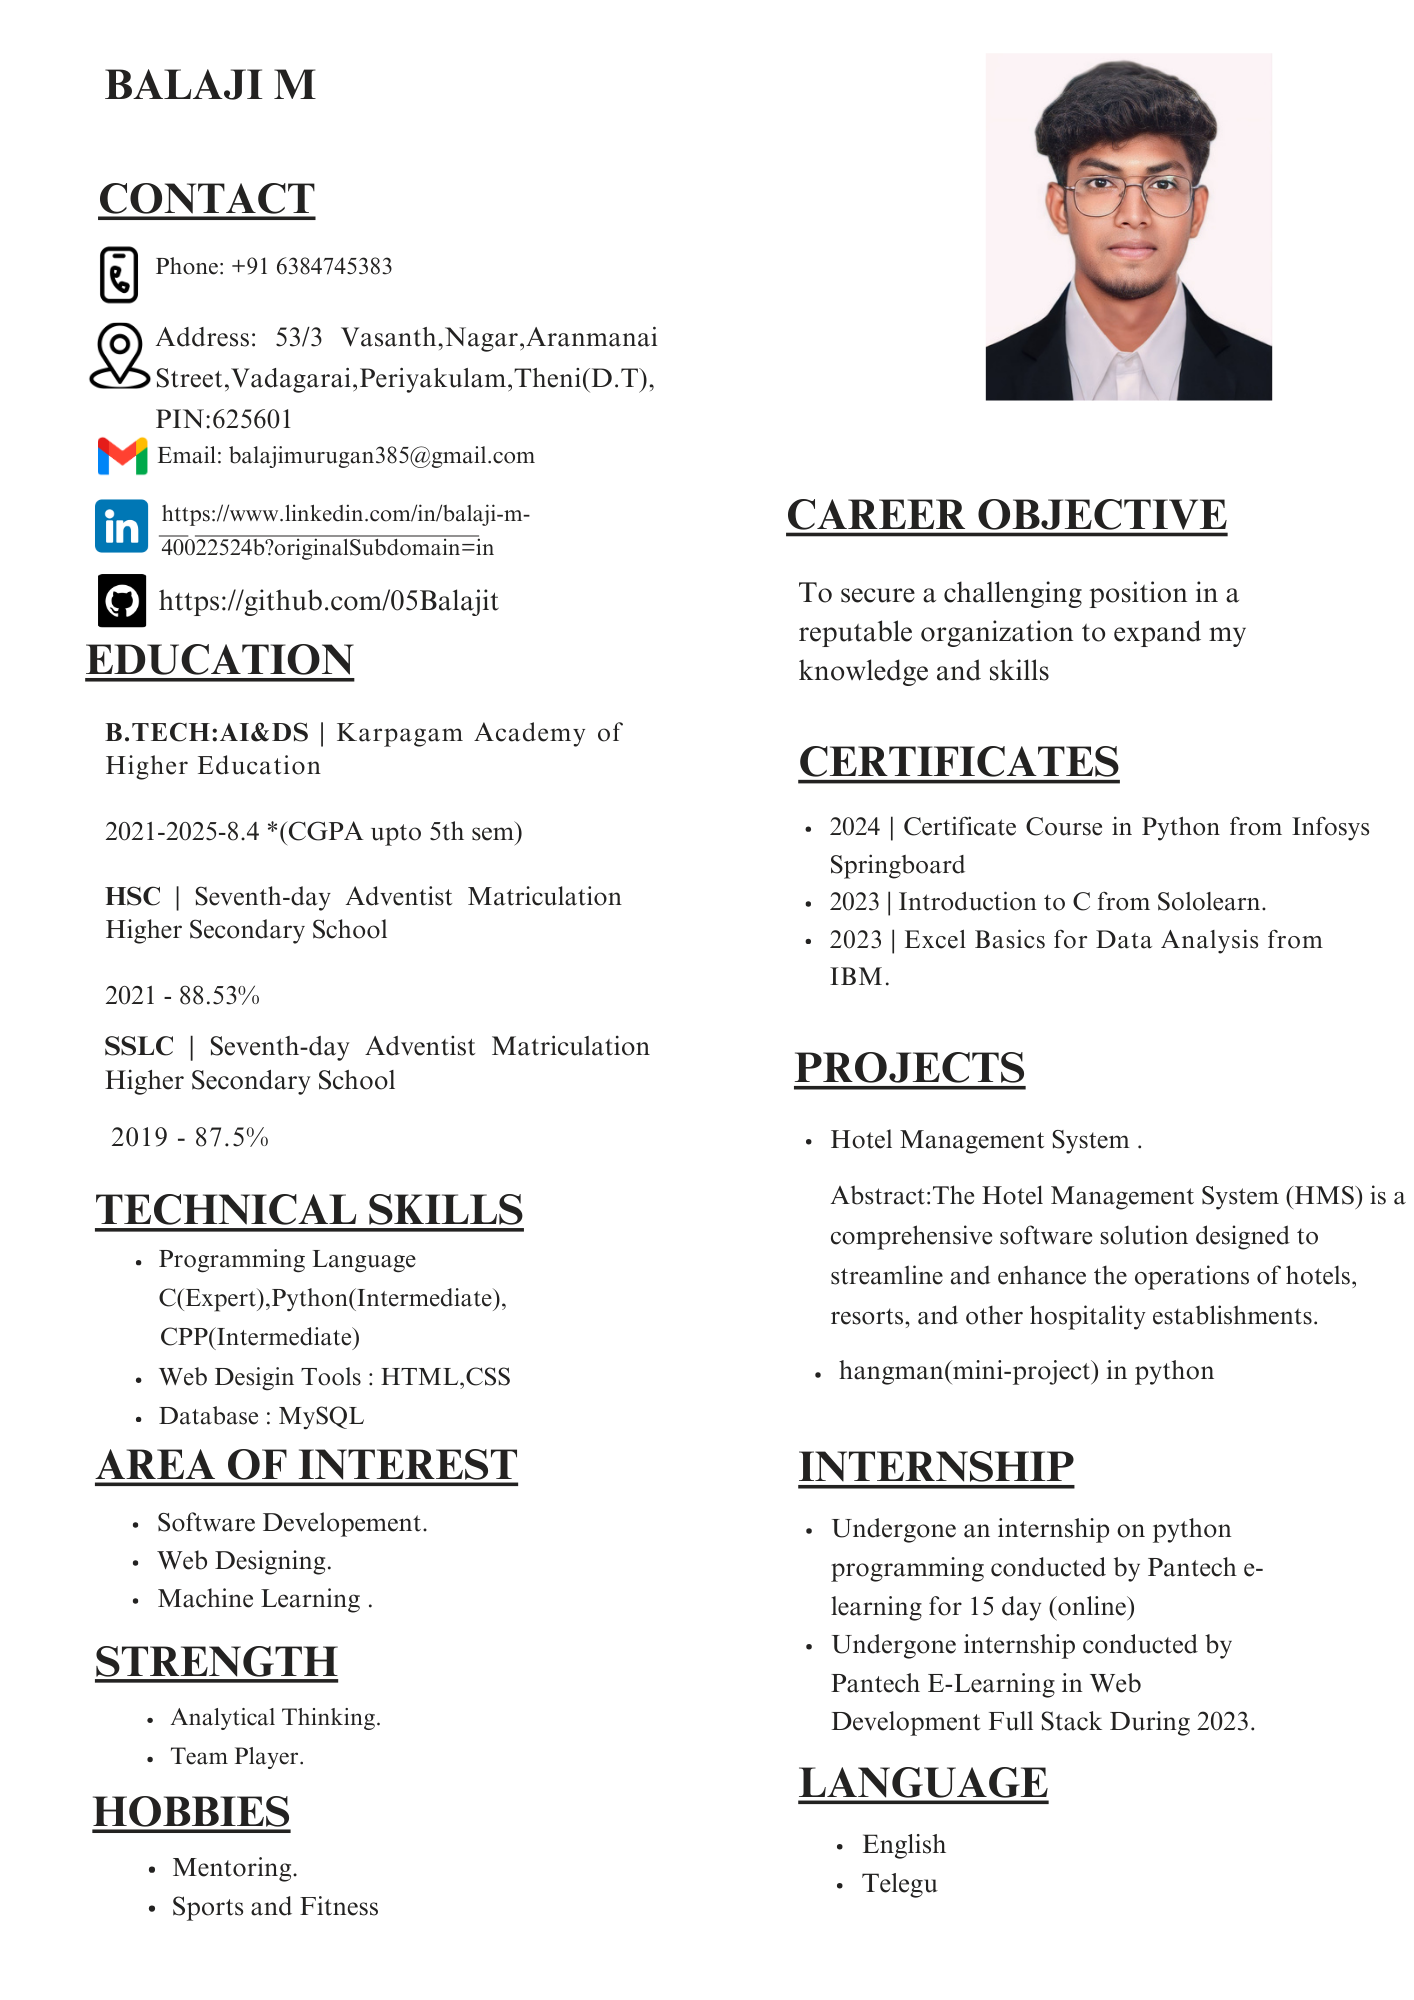 BALAJI M
CONTACT
Phone: +91 6384745383
Address: 53/3 Vasanth,Nagar,Aranmanai
Street,Vadagarai,Periyakulam,Theni(D.T),
PIN:625601
Email: balajimurugan385@gmail.com
https://www.linkedin.com/in/balaji-m-
40022524b?originalSubdomain=in
https://github.com/05Balajit
EDUCATION
B.TECH:AI&DS | Karpagam Academy of
Higher Education
2021-2025-8.4 *(CGPA upto 5th sem)
HSC | Seventh-day Adventist Matriculation
Higher Secondary School
2021 - 88.53%
SSLC | Seventh-day Adventist Matriculation
Higher Secondary School
2019 - 87.5%
TECHNICAL SKILLS
• Programming Language
C(Expert),Python(Intermediate),
CPP(Intermediate)
• Web Desigin Tools : HTML,CSS
• Database : MySQL
AREA OF INTEREST
• Software Developement.
• Web Designing.
• Machine Learning .
STRENGTH
• Analytical Thinking.
• Team Player.
HOBBIES
• Mentoring.
• Sports and Fitness
CAREER OBJECTIVE
To secure a challenging position in a
reputable organization to expand my
knowledge and skills
CERTIFICATES
• 2024 | Certificate Course in Python from Infosys
Springboard
• 2023 | Introduction to C from Sololearn.
• 2023 | Excel Basics for Data Analysis from
IBM.
PROJECTS
• Hotel Management System .
Abstract:The Hotel Management System (HMS) is a
comprehensive software solution designed to
streamline and enhance the operations of hotels,
resorts, and other hospitality establishments.
• hangman(mini-project) in python
INTERNSHIP
• Undergone an internship on python
programming conducted by Pantech e-
learning for 15 day (online)
• Undergone internship conducted by
Pantech E-Learning in Web
Development Full Stack During 2023.
LANGUAGE
• English
• Telegu